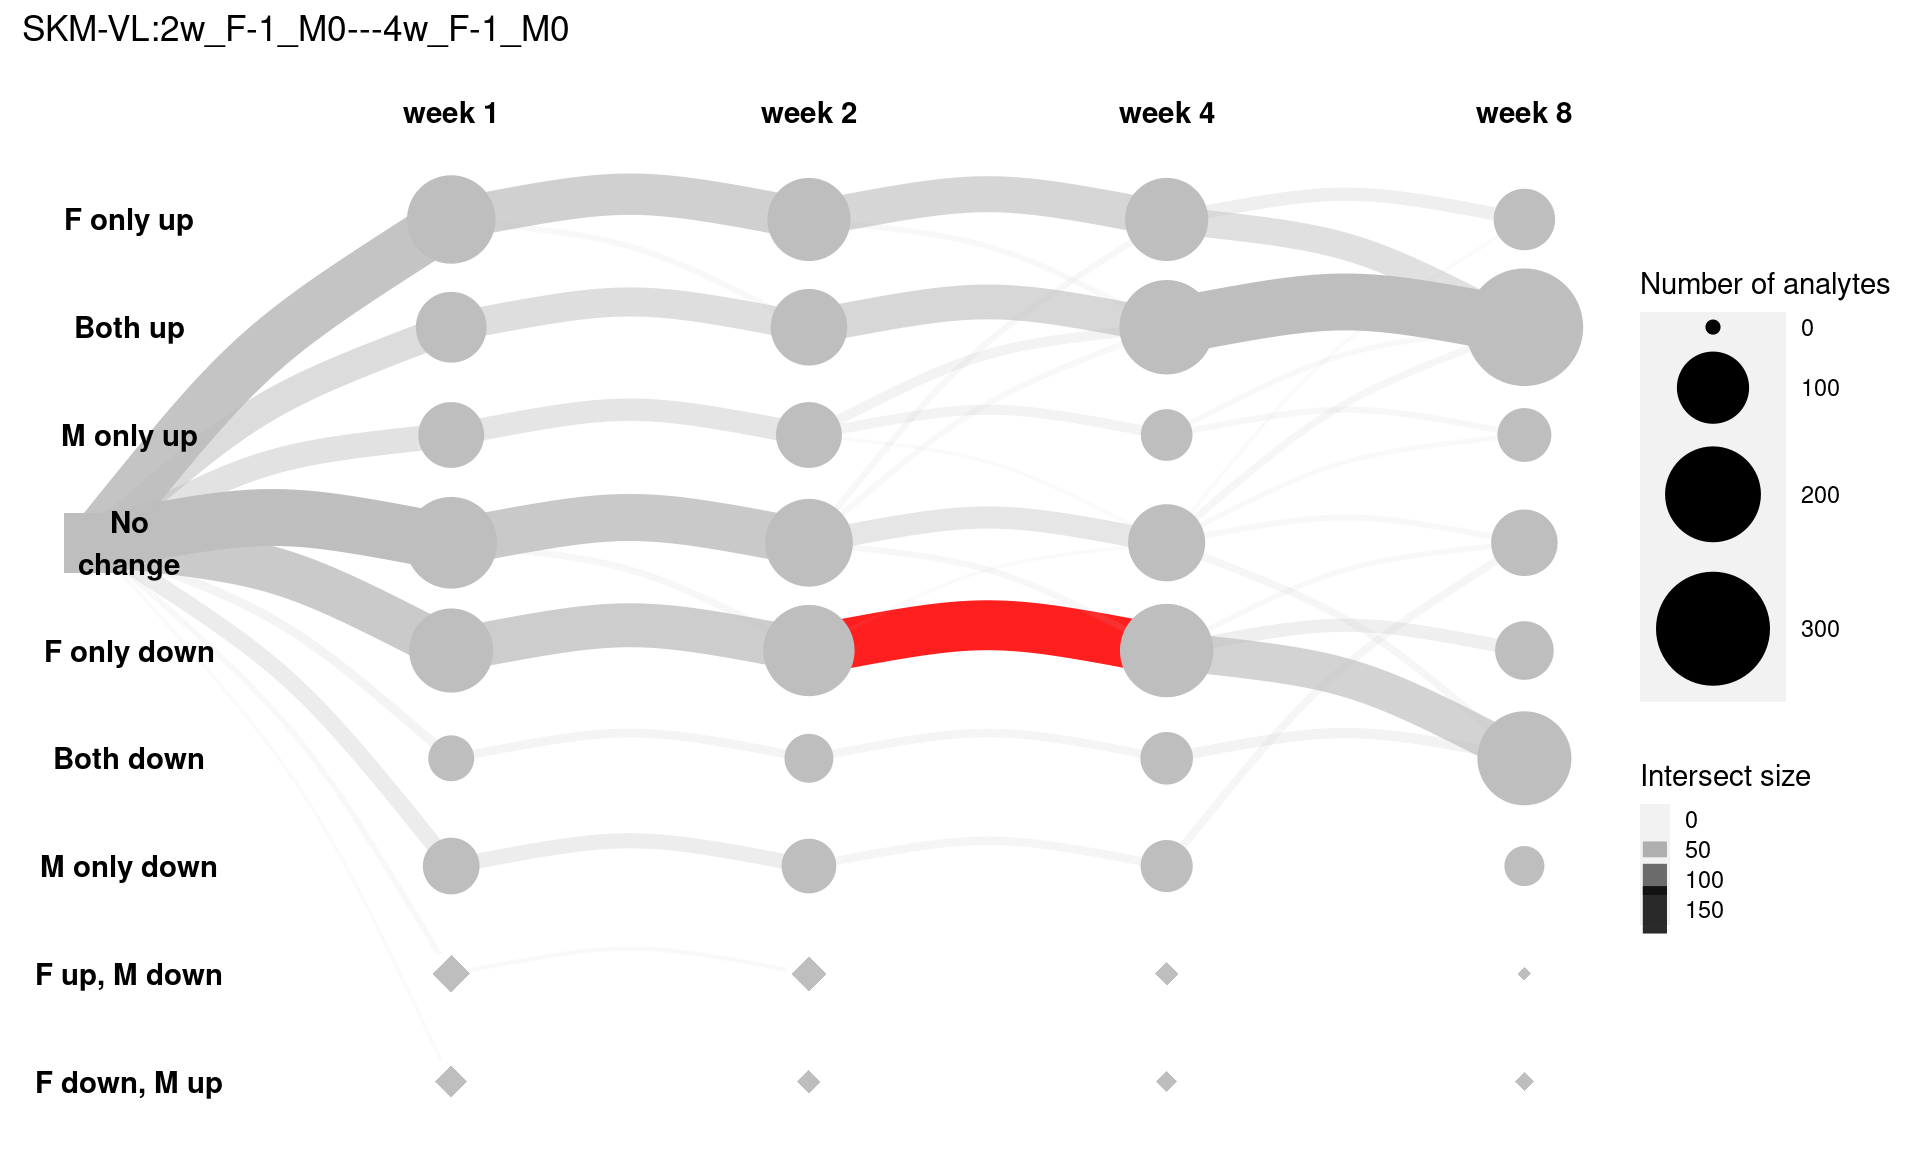 SKM-VL:2w_F-1_M0---4w_F-1_M0
week 1 week 2 week 4 week 8
F only up
Both up
M only up
No
change
F only down
Both down
M only down
F up, M down
F down, M up
Number of analytes
0
100
200
300
Intersect size
0
50
100
150